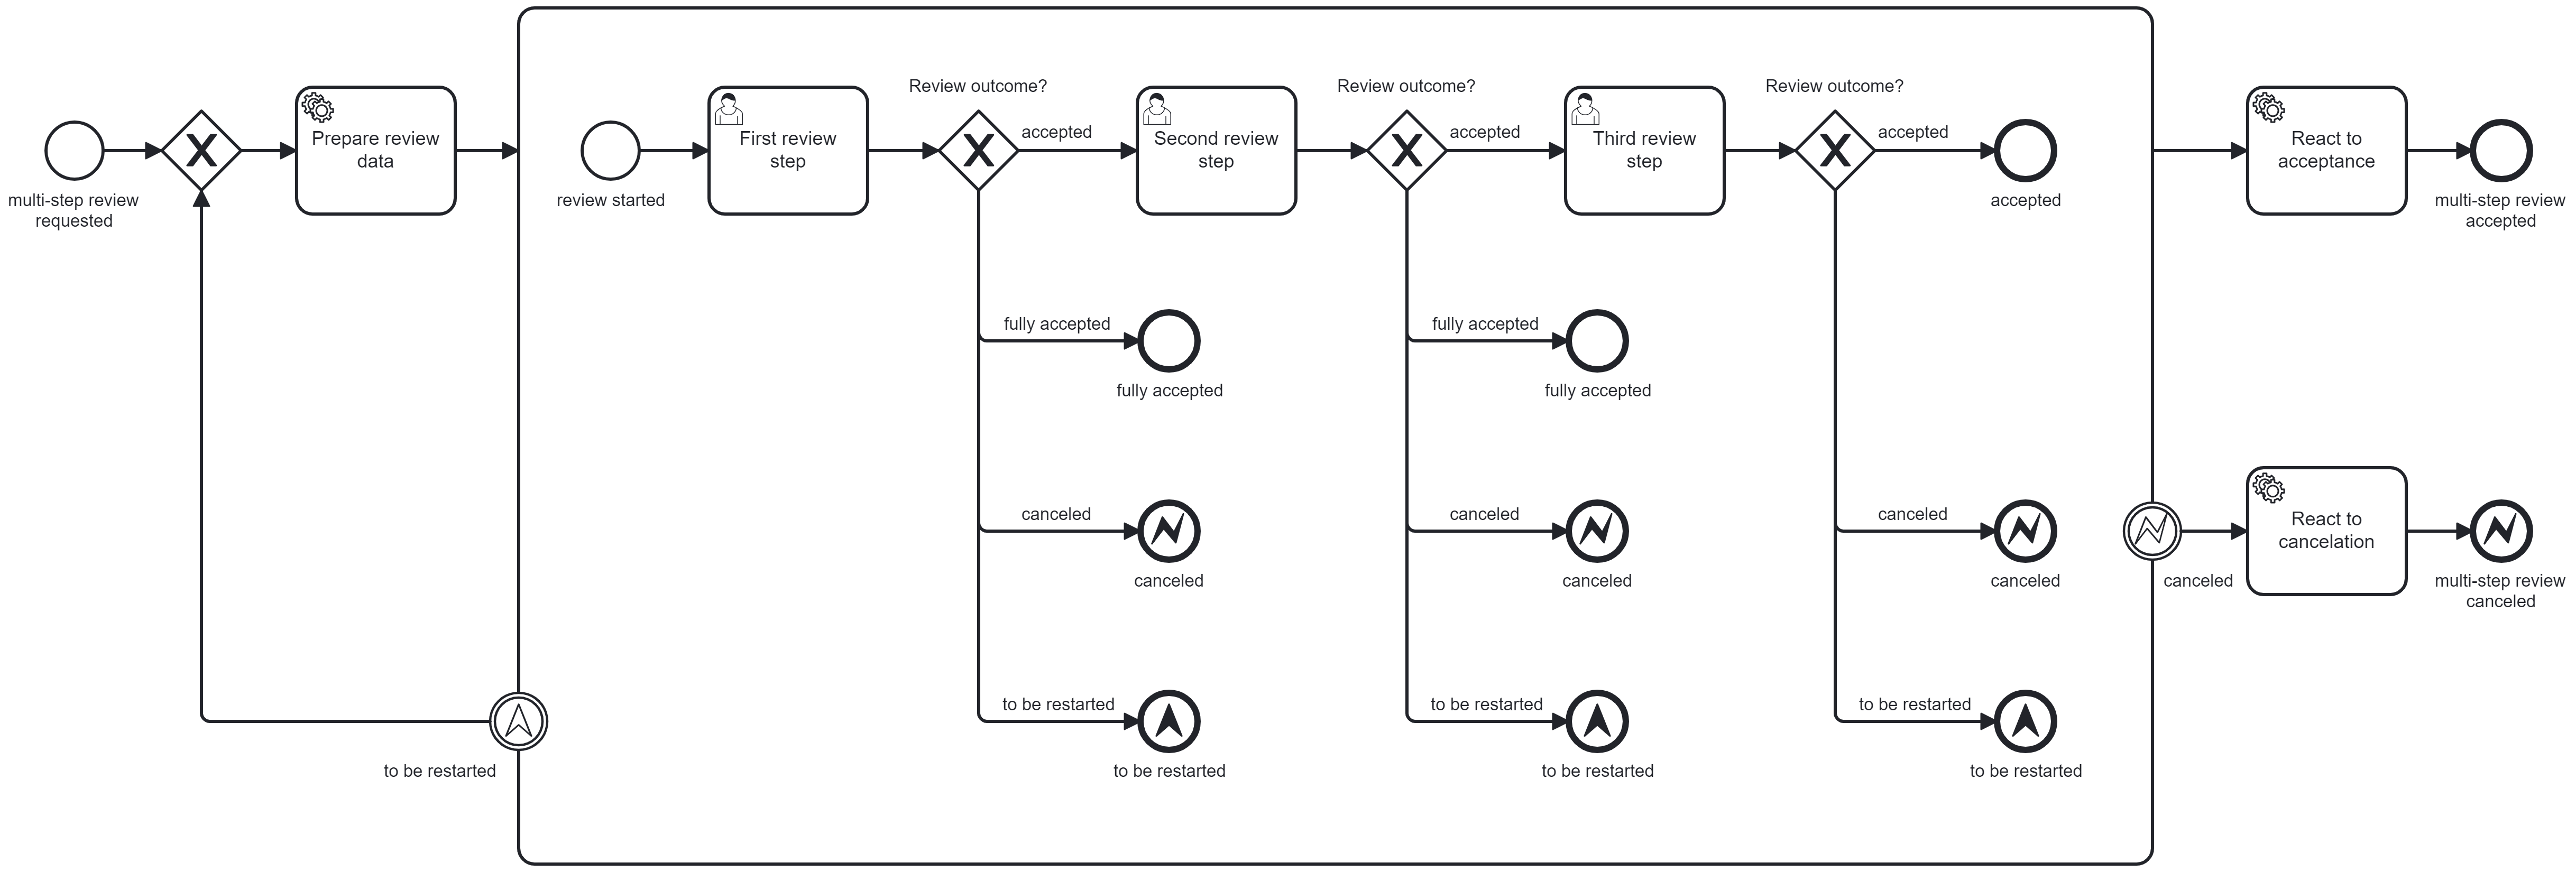 Review outcome?
Review outcome?
Review outcome?
Prepare review
data
First review
step
accepted
Second review
step
accepted
Third review
step
accepted
React to
acceptance
multi-step review
requested
review started
accepted
multi-step review
accepted
fully accepted
fully accepted
fully accepted
fully accepted
canceled
canceled
canceled
React to
cancelation
canceled
canceled
canceled
canceled
multi-step review
canceled
to be restarted
to be restarted
to be restarted
to be restarted
to be restarted
to be restarted
to be restarted